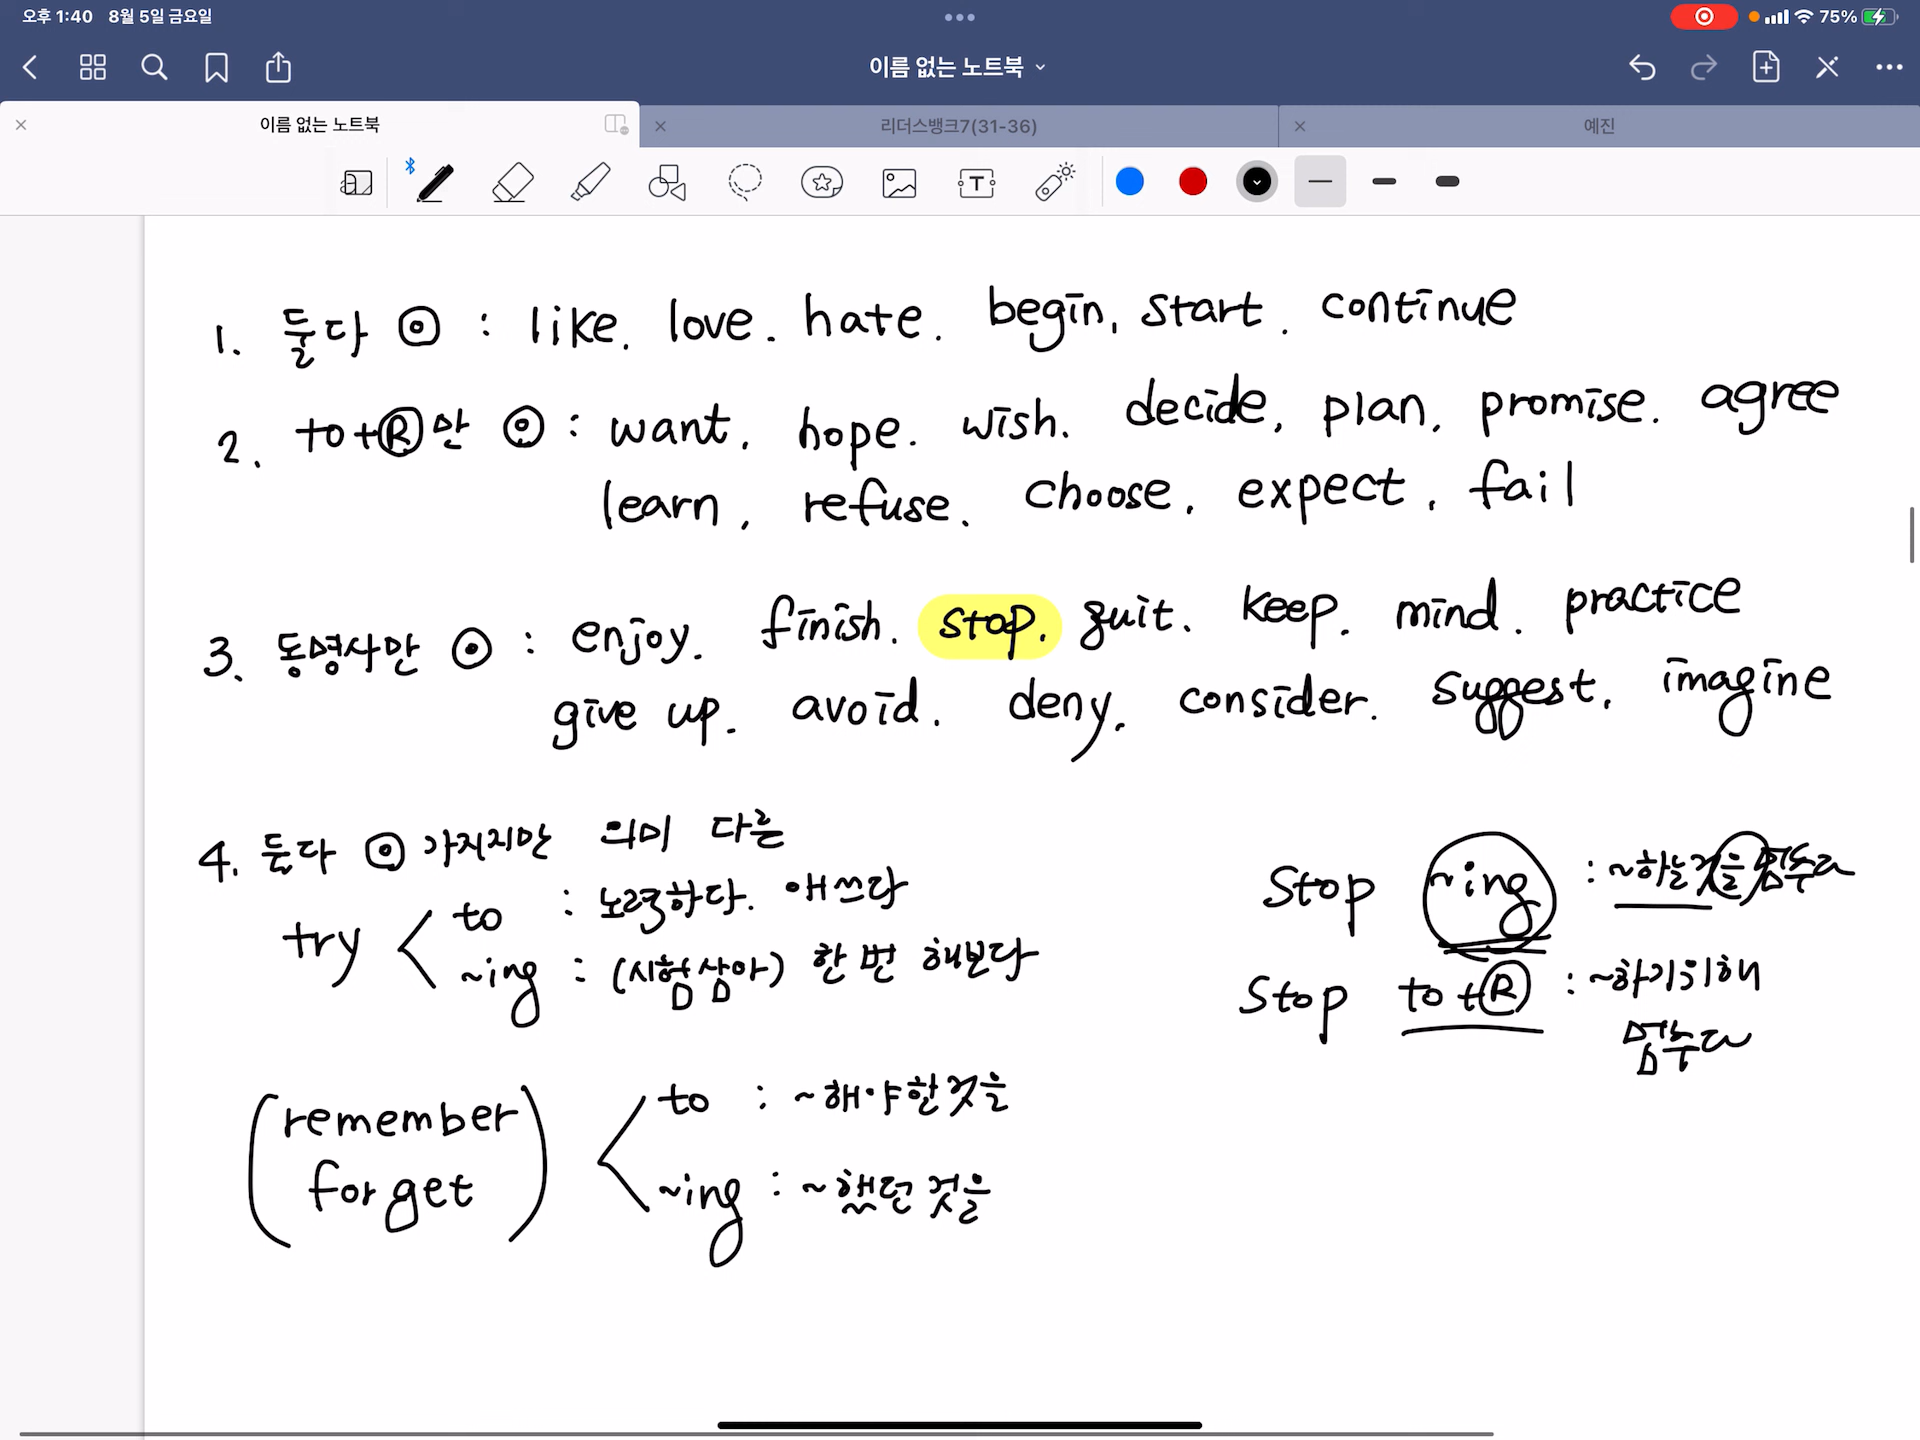 오후 1:40 8월 5일 금요일
75%
이름 없는 노트북
이름 없는 노트북
리더스뱅크7(31-36)
예진
1. 둘다 ⊙ : like. love. hate. begin, start. continue
2. to+Ⓡ만 ⊙ : want. hope. wish. decide, plan, promise. agree
learn, refuse. choose. expect. fail
3. 동명사만 ⊙ : enjoy. finish. stop. quit. keep. mind. practice
give up. avoid. deny. consider. suggest. imagine
4. 둘다 ⊙ 가지지만 의미 다름
try < to : 노력하다. 애쓰다
~ing : (시험삼아) 한 번 해보다
(remember forget) < to : ~해야할것을
~ing : ~했던 것을
Stop ~ing : ~하는것을 멈추다
Stop to+Ⓡ : ~하기위해
멈추다